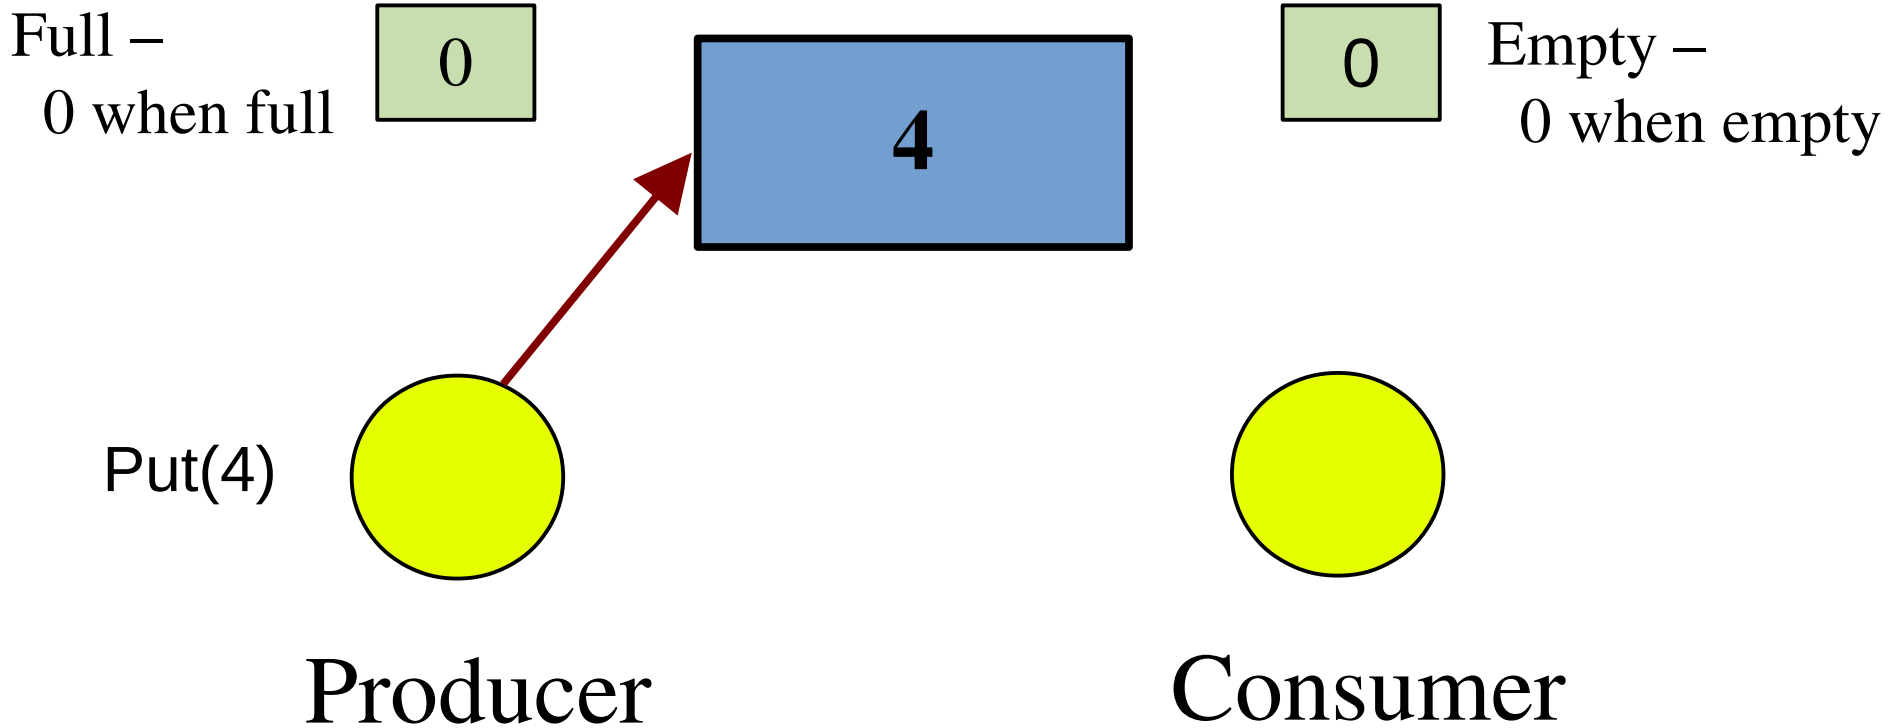 Full –
0 when full
0
4
0
Empty –
0 when empty
Put(4)
Producer
Consumer